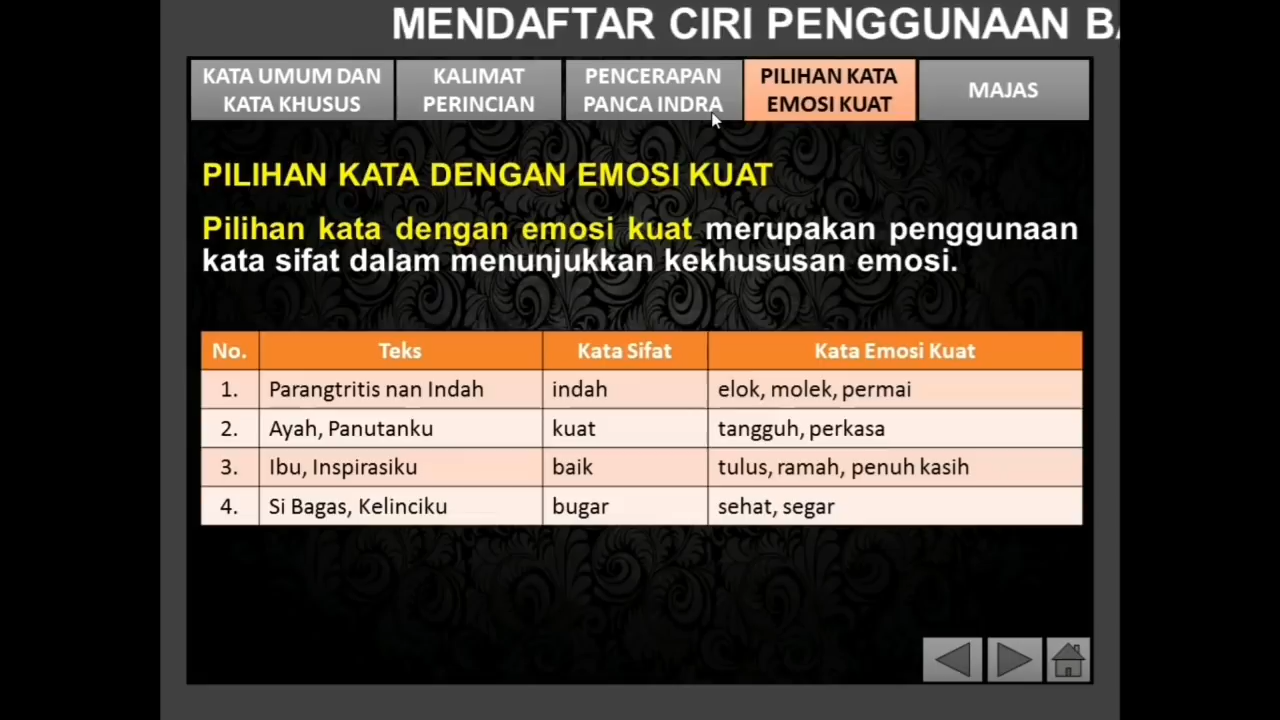 MENDAFTAR CIRI PENGGUNAAN
KATA UMUM DAN
KATA KHUSUS
KALIMAT
PERINCIAN
PENCERAPAN
PANCA INDRA
PILIHAN KATA
EMOSI KUAT
MAJAS
PILIHAN KATA DENGAN EMOSI KUAT
Pilihan kata dengan emosi kuat merupakan penggunaan
kata sifat dalam menunjukkan kekhususan emosi.
No. Teks Kata Sifat Kata Emosi Kuat
1. Parangtritis nan Indah indah elok, molek, permai
2. Ayah, Panutanku kuat tangguh, perkasa
3. Ibu, Inspirasiku baik tulus, ramah, penuh kasih
4. Si Bagas, Kelinciku bugar sehat, segar